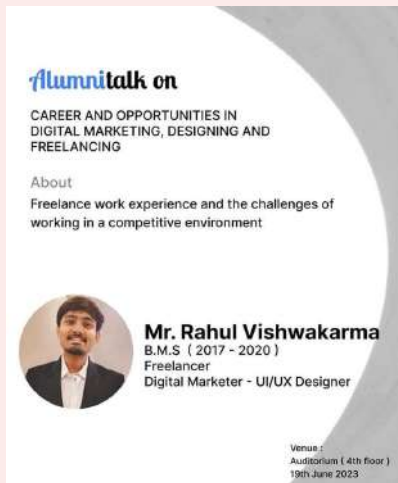 Alumnitalk on
CAREER AND OPPORTUNITIES IN
DIGITAL MARKETING, DESIGNING AND
FREELANCING
About
Freelance work experience and the challenges of
working in a competitive environment
Mr. Rahul Vishwakarma
B.M.S ( 2017 - 2020 )
Freelancer
Digital Marketer - UI/UX Designer
Venue :
Auditorium ( 4th floor )
19th June 2023